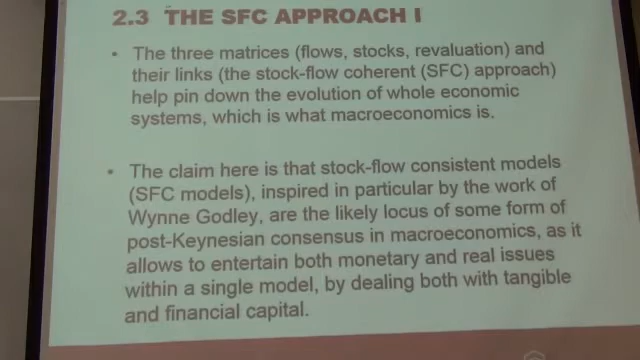 2.3 THE SFC APPROACH I
• The three matrices (flows, stocks, revaluation) and
their links (the stock-flow coherent (SFC) approach)
help pin down the evolution of whole economic
systems, which is what macroeconomics is.
• The claim here is that stock-flow consistent models
(SFC models), inspired in particular by the work of
Wynne Godley, are the likely locus of some form of
post-Keynesian consensus in macroeconomics, as it
allows to entertain both monetary and real issues
within a single model, by dealing both with tangible
and financial capital.